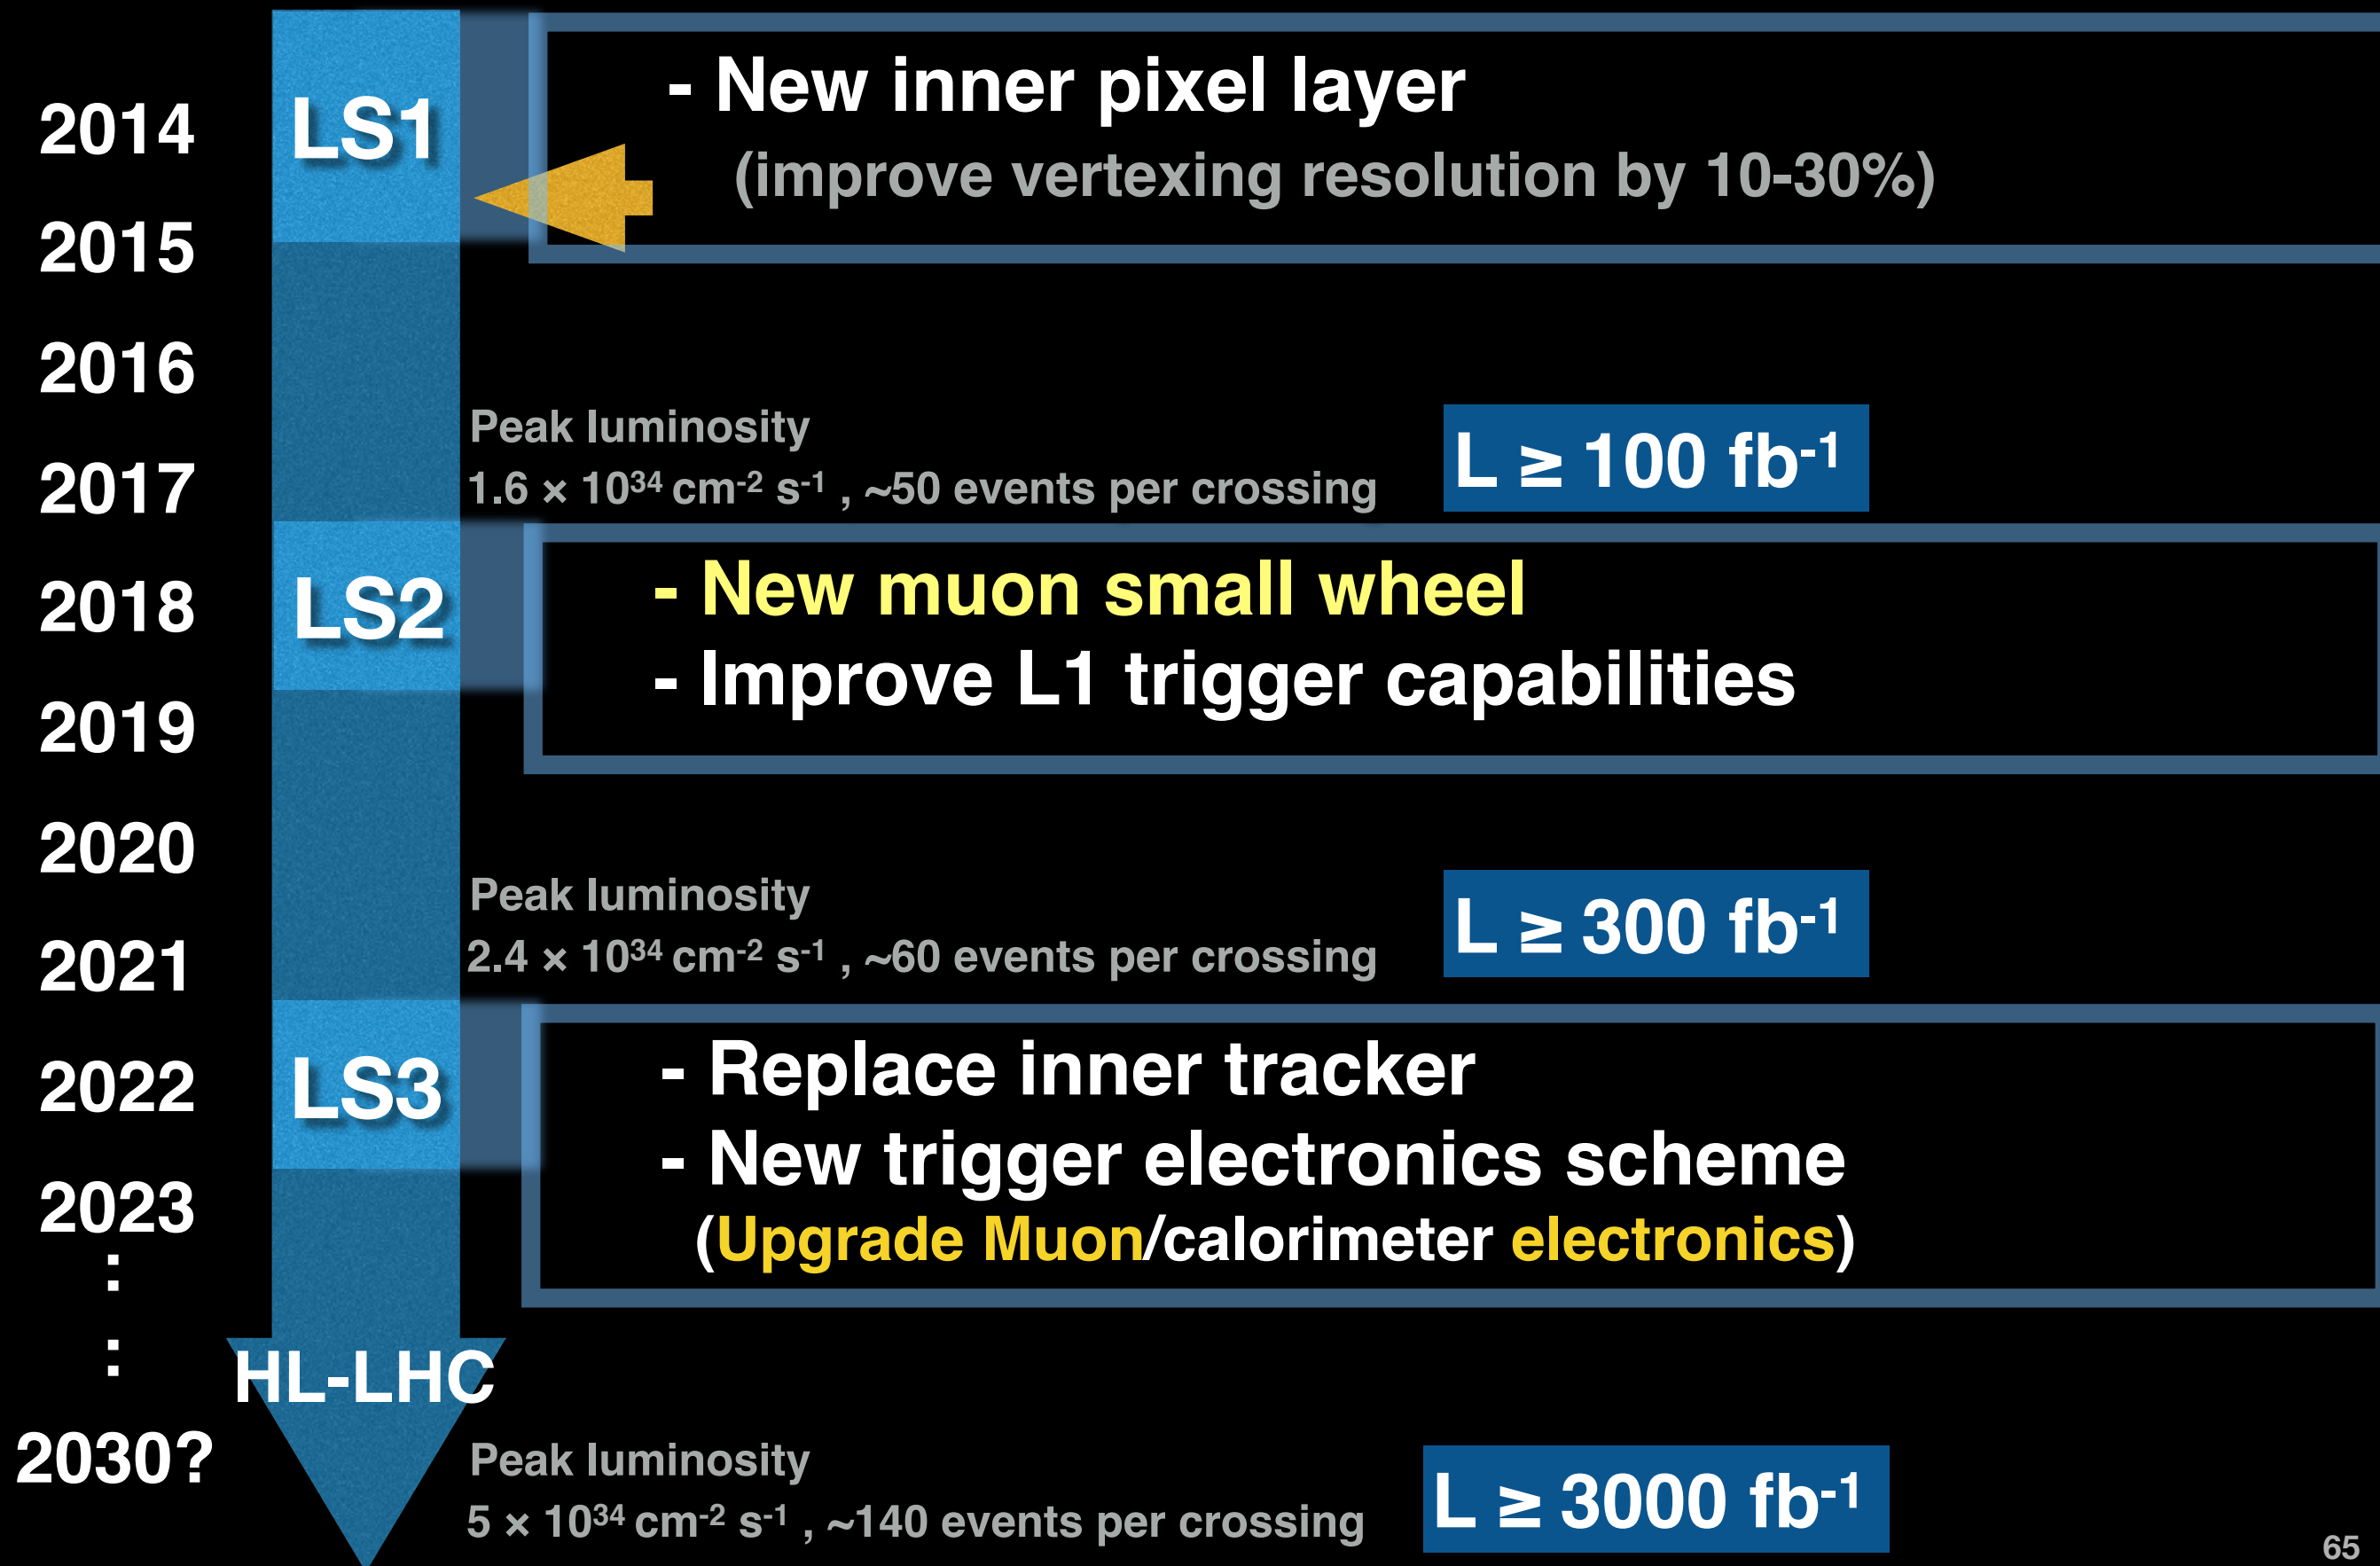 2014
LS1
- New inner pixel layer
(improve vertexing resolution by 10-30%)
2015
2016
Peak luminosity
1.6 × 10³⁴ cm⁻² s⁻¹ , ~50 events per crossing
L ≥ 100 fb⁻¹
2017
2018
LS2
- New muon small wheel
- Improve L1 trigger capabilities
2019
2020
Peak luminosity
2.4 × 10³⁴ cm⁻² s⁻¹ , ~60 events per crossing
L ≥ 300 fb⁻¹
2021
2022
LS3
- Replace inner tracker
- New trigger electronics scheme
(Upgrade Muon/calorimeter electronics)
2023
:
:
HL-LHC
2030?
Peak luminosity
5 × 10³⁴ cm⁻² s⁻¹ , ~140 events per crossing
L ≥ 3000 fb⁻¹
65